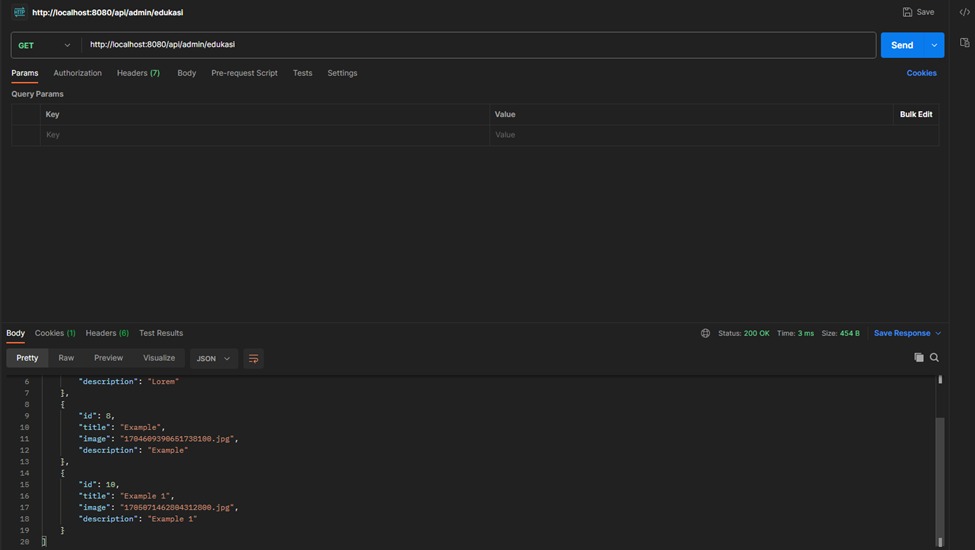 HTTP http://localhost:8080/api/admin/edukasi Save
GET http://localhost:8080/api/admin/edukasi Send
Params Authorization Headers (7) Body Pre-request Script Tests Settings Cookies
Query Params
Key Value Bulk Edit
Key Value
Body Cookies (1) Headers (6) Test Results Status: 200 OK Time: 3 ms Size: 454 B Save Response
Pretty Raw Preview Visualize JSON
6 "description": "Lorem"
7 },
8 {
9 "id": 8,
10 "title": "Example",
11 "image": "1704609390651738100.jpg",
12 "description": "Example"
13 },
14 {
15 "id": 10,
16 "title": "Example 1",
17 "image": "1705071462804312800.jpg",
18 "description": "Example 1"
19 }
20 ]